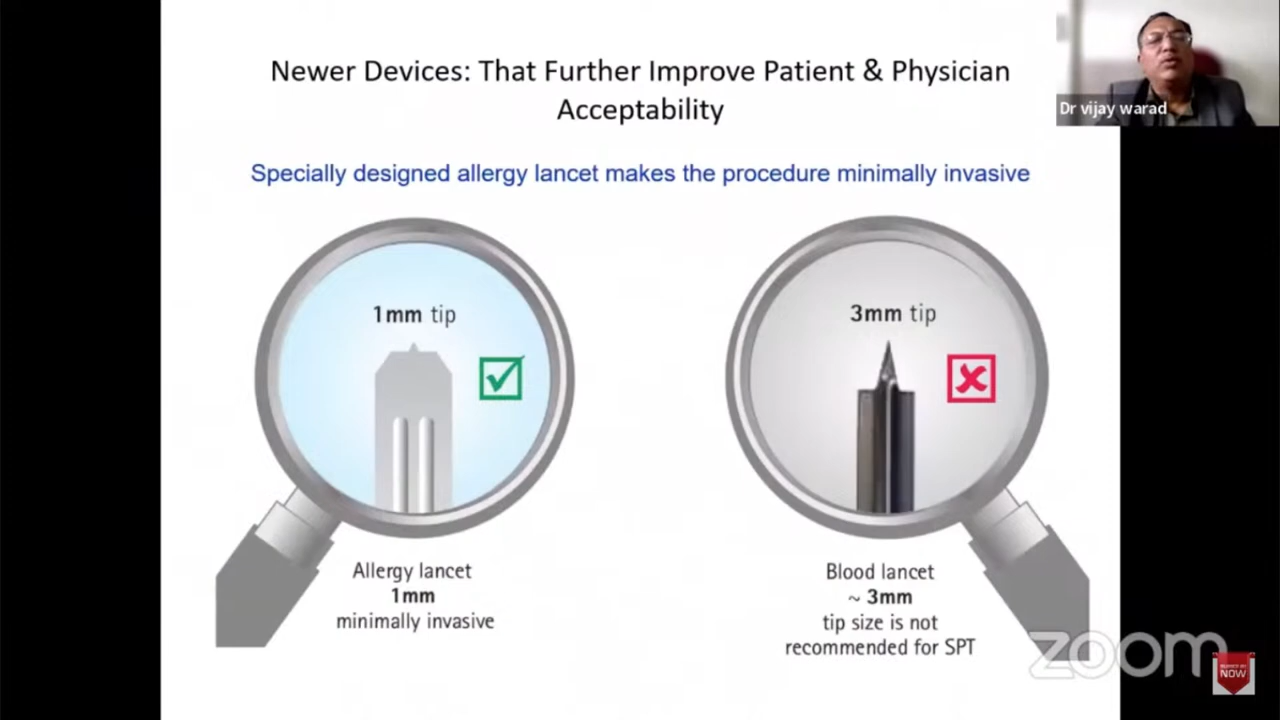 Newer Devices: That Further Improve Patient & Physician
Acceptability
Dr vijay warad
Specially designed allergy lancet makes the procedure minimally invasive
1mm tip
3mm tip
Allergy lancet
1mm
minimally invasive
Blood lancet
~ 3mm
tip size is not
recommended for SPT
zoom
NOW